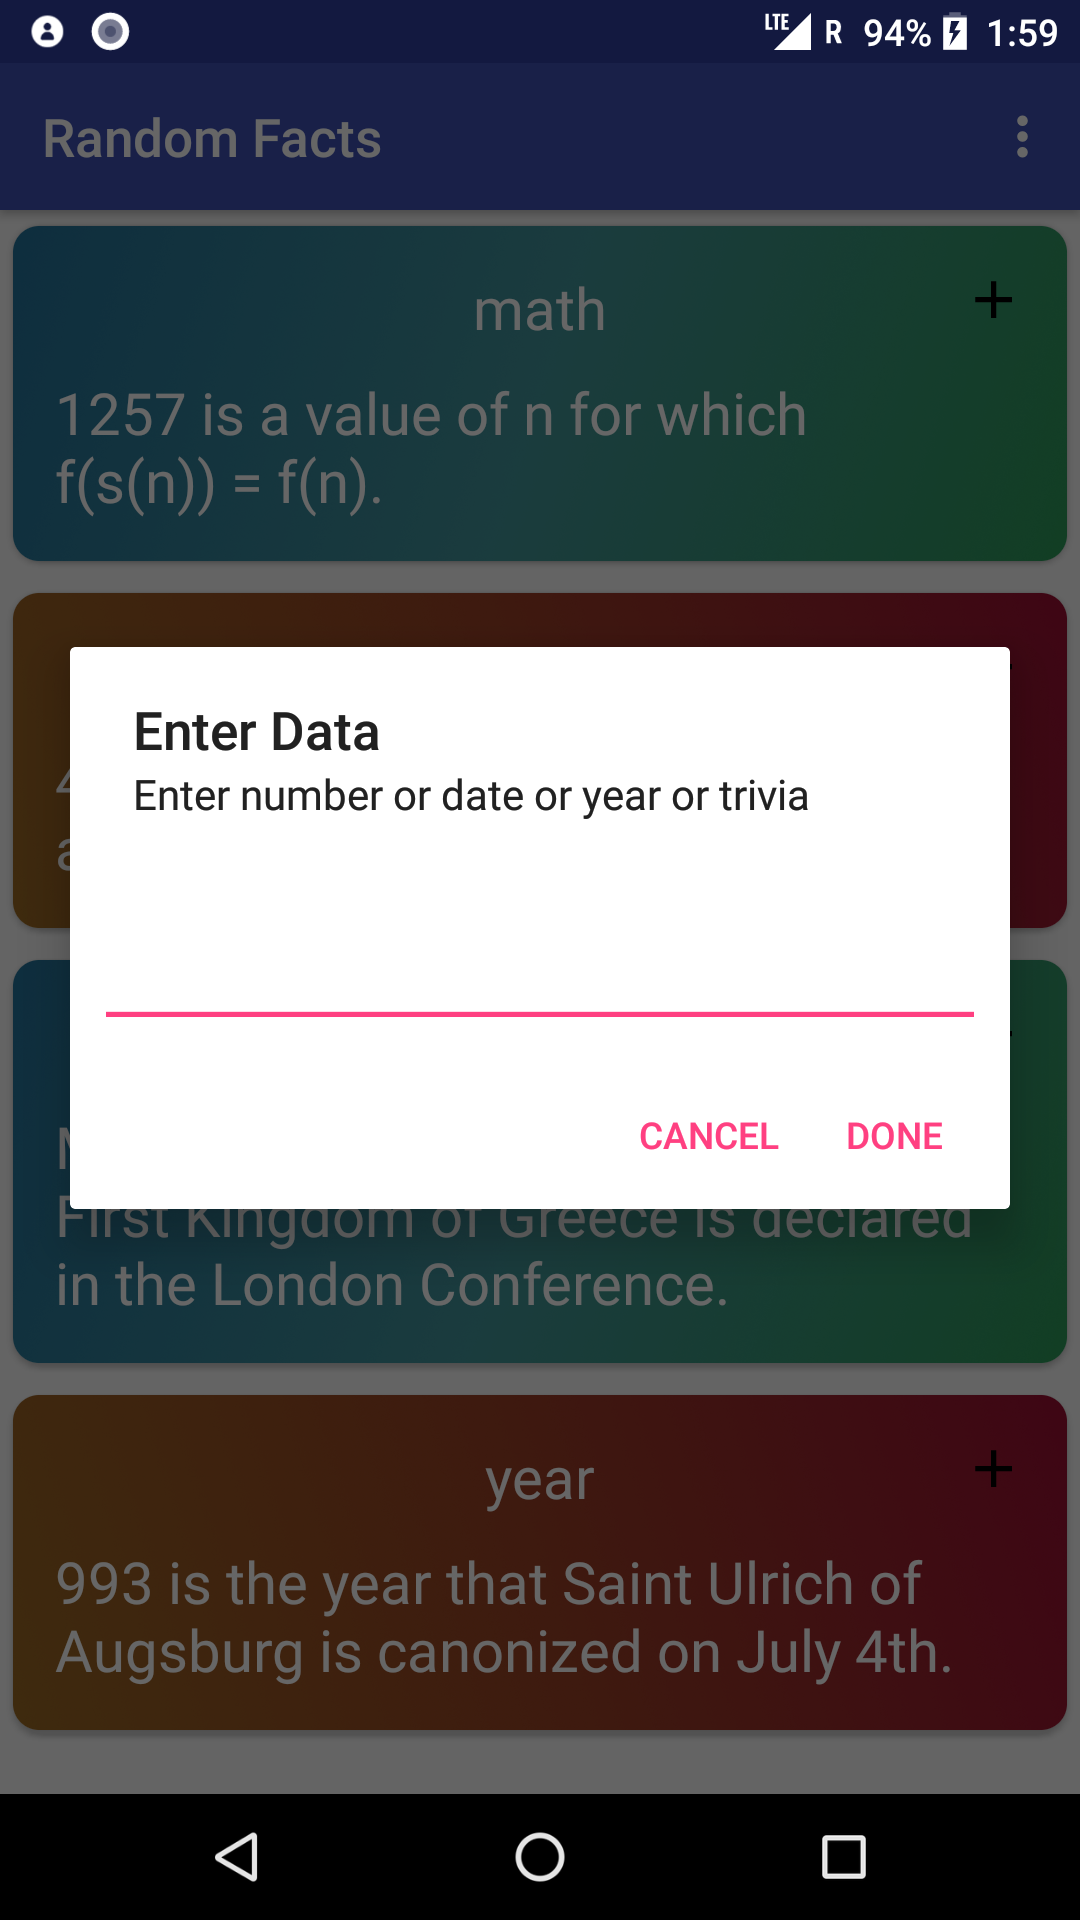 LTE R 94% 1:59
Random Facts
math
1257 is a value of n for which
f(s(n)) = f(n).
Enter Data
Enter number or date or year or trivia
CANCEL DONE
First Kingdom of Greece is declared
in the London Conference.
year
993 is the year that Saint Ulrich of
Augsburg is canonized on July 4th.